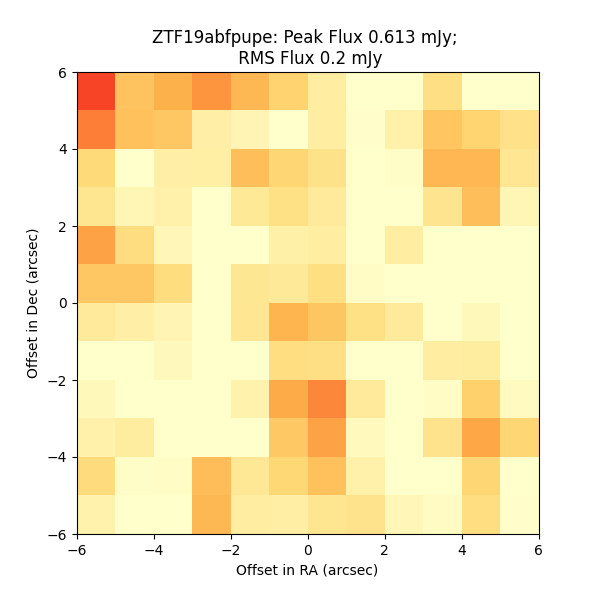 ZTF19abfpupe: Peak Flux 0.613 mJy;
RMS Flux 0.2 mJy
6
4
2
0
−2
−4
−6
Offset in Dec (arcsec)
−6 −4 −2 0 2 4 6
Offset in RA (arcsec)